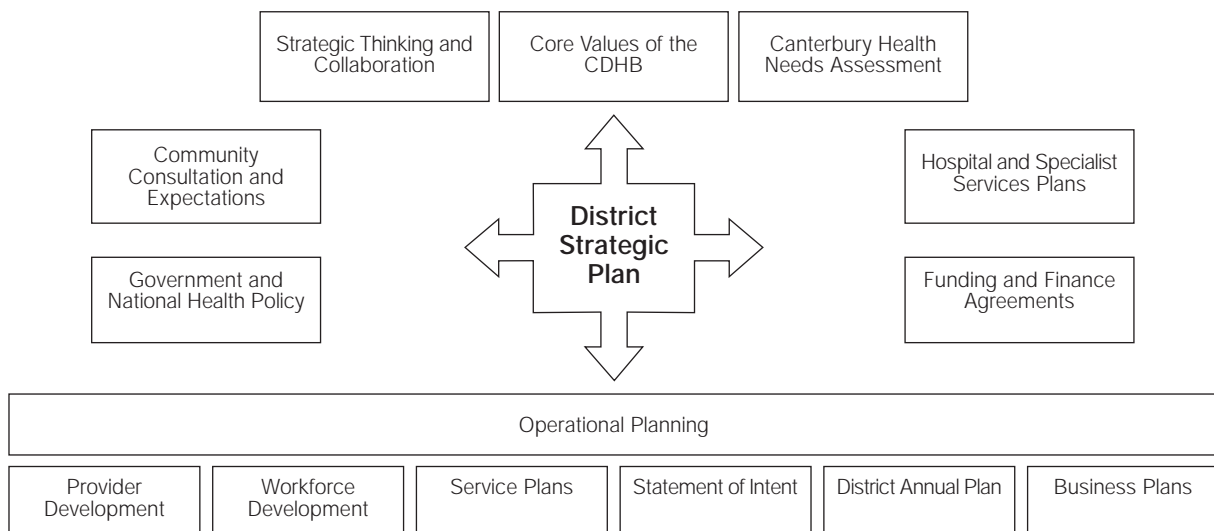 Strategic Thinking and
Collaboration
Core Values of the
CDHB
Canterbury Health
Needs Assessment
Community
Consultation and
Expectations
Hospital and Specialist
Services Plans
District
Strategic
Plan
Government and
National Health Policy
Funding and Finance
Agreements
Operational Planning
Provider
Development
Workforce
Development
Service Plans
Statement of Intent
District Annual Plan
Business Plans